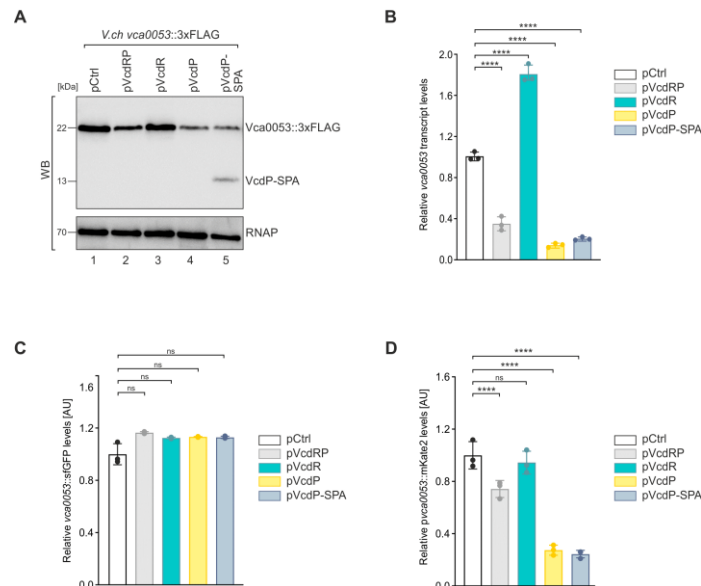 A
V.ch vca0053::3xFLAG
pCtrl
pVcdRP
pVcdR
pVcdP
pVcdP-
SPA
[kDa]
22
Vca0053::3xFLAG
WB
13
VcdP-SPA
70
RNAP
1 2 3 4 5
B
****
****
****
****
2.0
1.6
1.2
0.8
0.4
0.0
Relative vca0053 transcript levels
pCtrl
pVcdRP
pVcdR
pVcdP
pVcdP-SPA
C
ns
ns
ns
ns
1.6
1.2
0.8
0.4
0.0
Relative vca0053::sfGFP levels [AU]
pCtrl
pVcdRP
pVcdR
pVcdP
pVcdP-SPA
D
****
****
ns
****
1.6
1.2
0.8
0.4
0.0
Relative pvca0053::mKate2 levels [AU]
pCtrl
pVcdRP
pVcdR
pVcdP
pVcdP-SPA